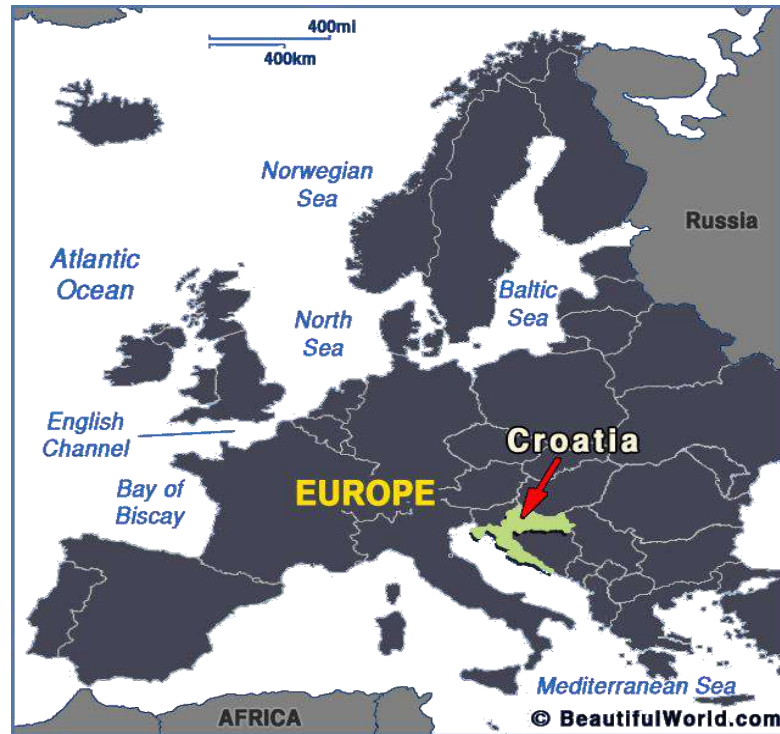 400mi
400km
Norwegian
Sea
Russia
Atlantic
Ocean
Baltic
Sea
North
Sea
English
Channel
Croatia
Bay of
Biscay
EUROPE
Mediterranean Sea
AFRICA
© BeautifulWorld.com